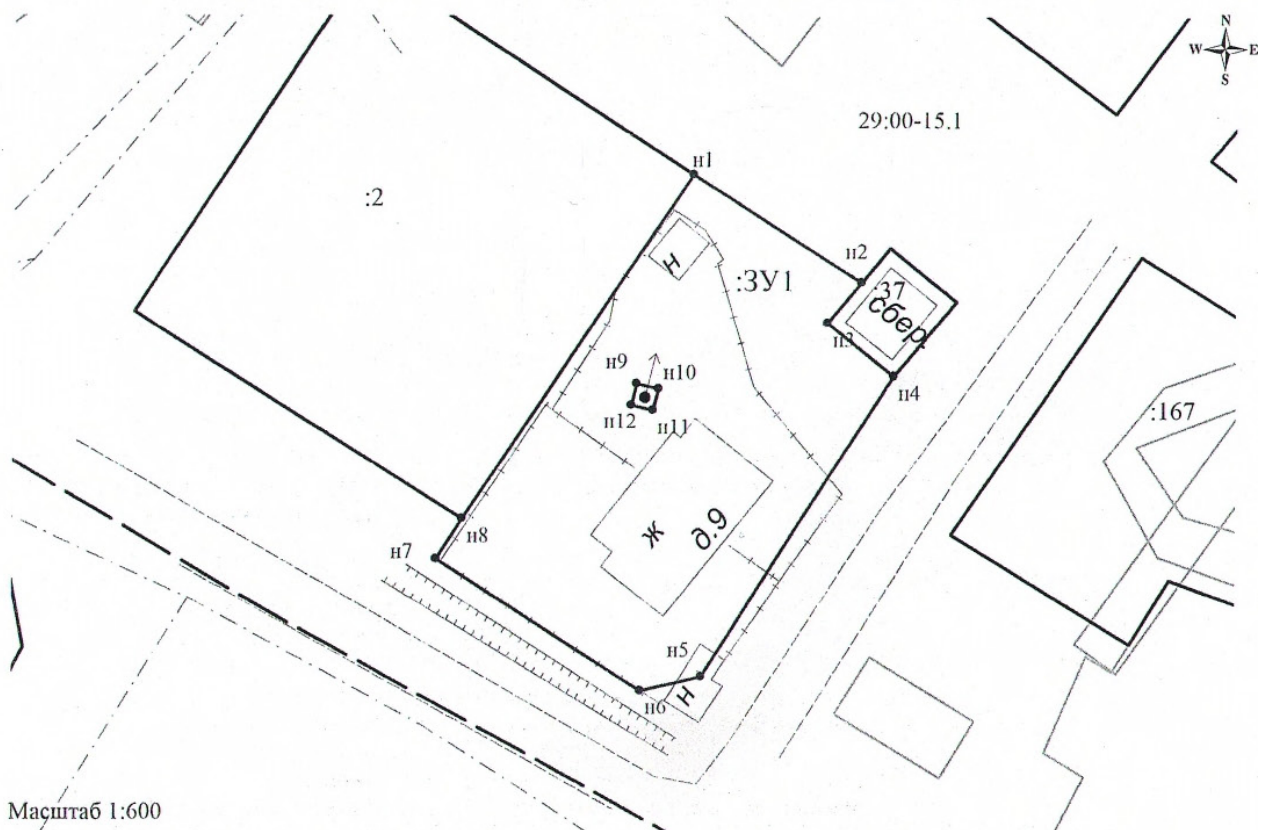 N
W E
S
29:00-15.1
н1
:2
н2
:ЗУ1
:37
сбер.
н
н3
н4
н9
н10
н12
н11
:167
ж
д.9
н8
н7
н5
н6
н
Масштаб 1:600